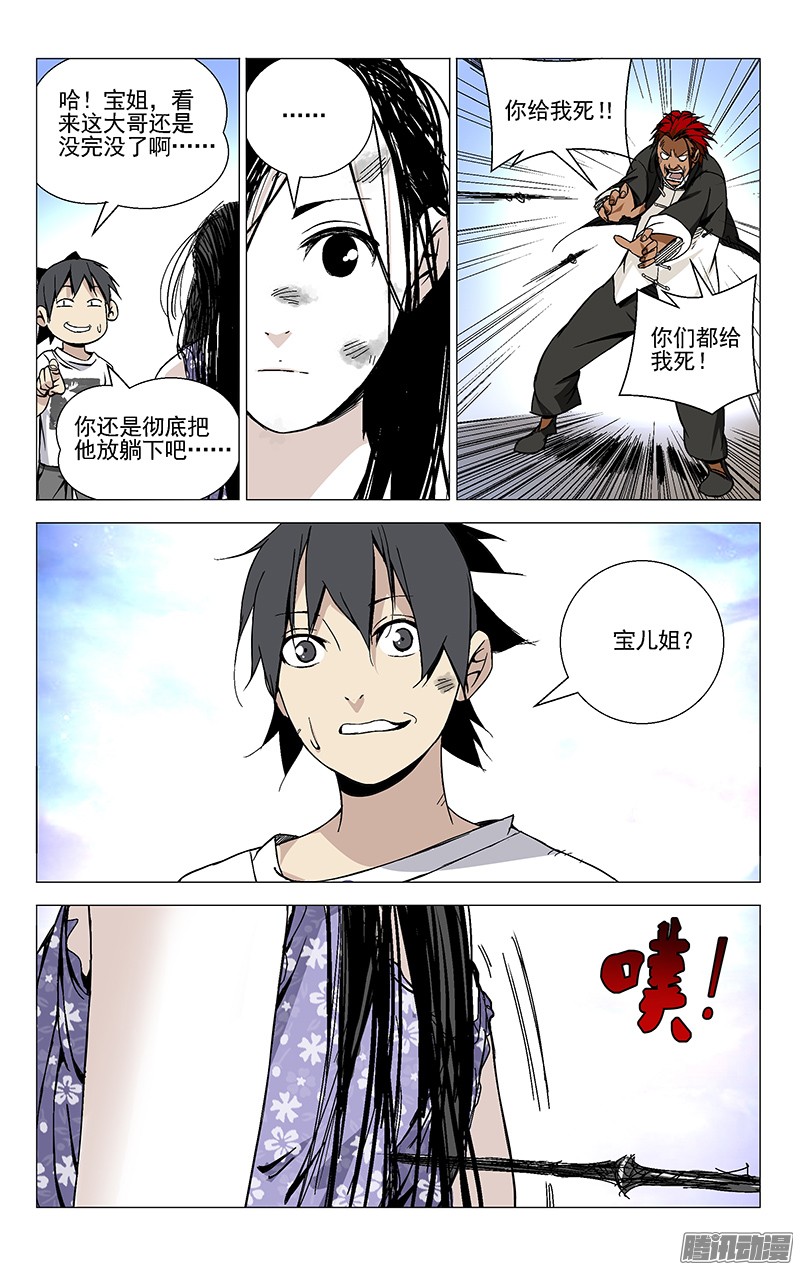 哈！宝姐，看
来这大哥还是
没完没了啊……
你还是彻底把
他放躺下吧……
……
你给我死!!
你们都给
我死！
宝儿姐？
噗！
腾讯动漫